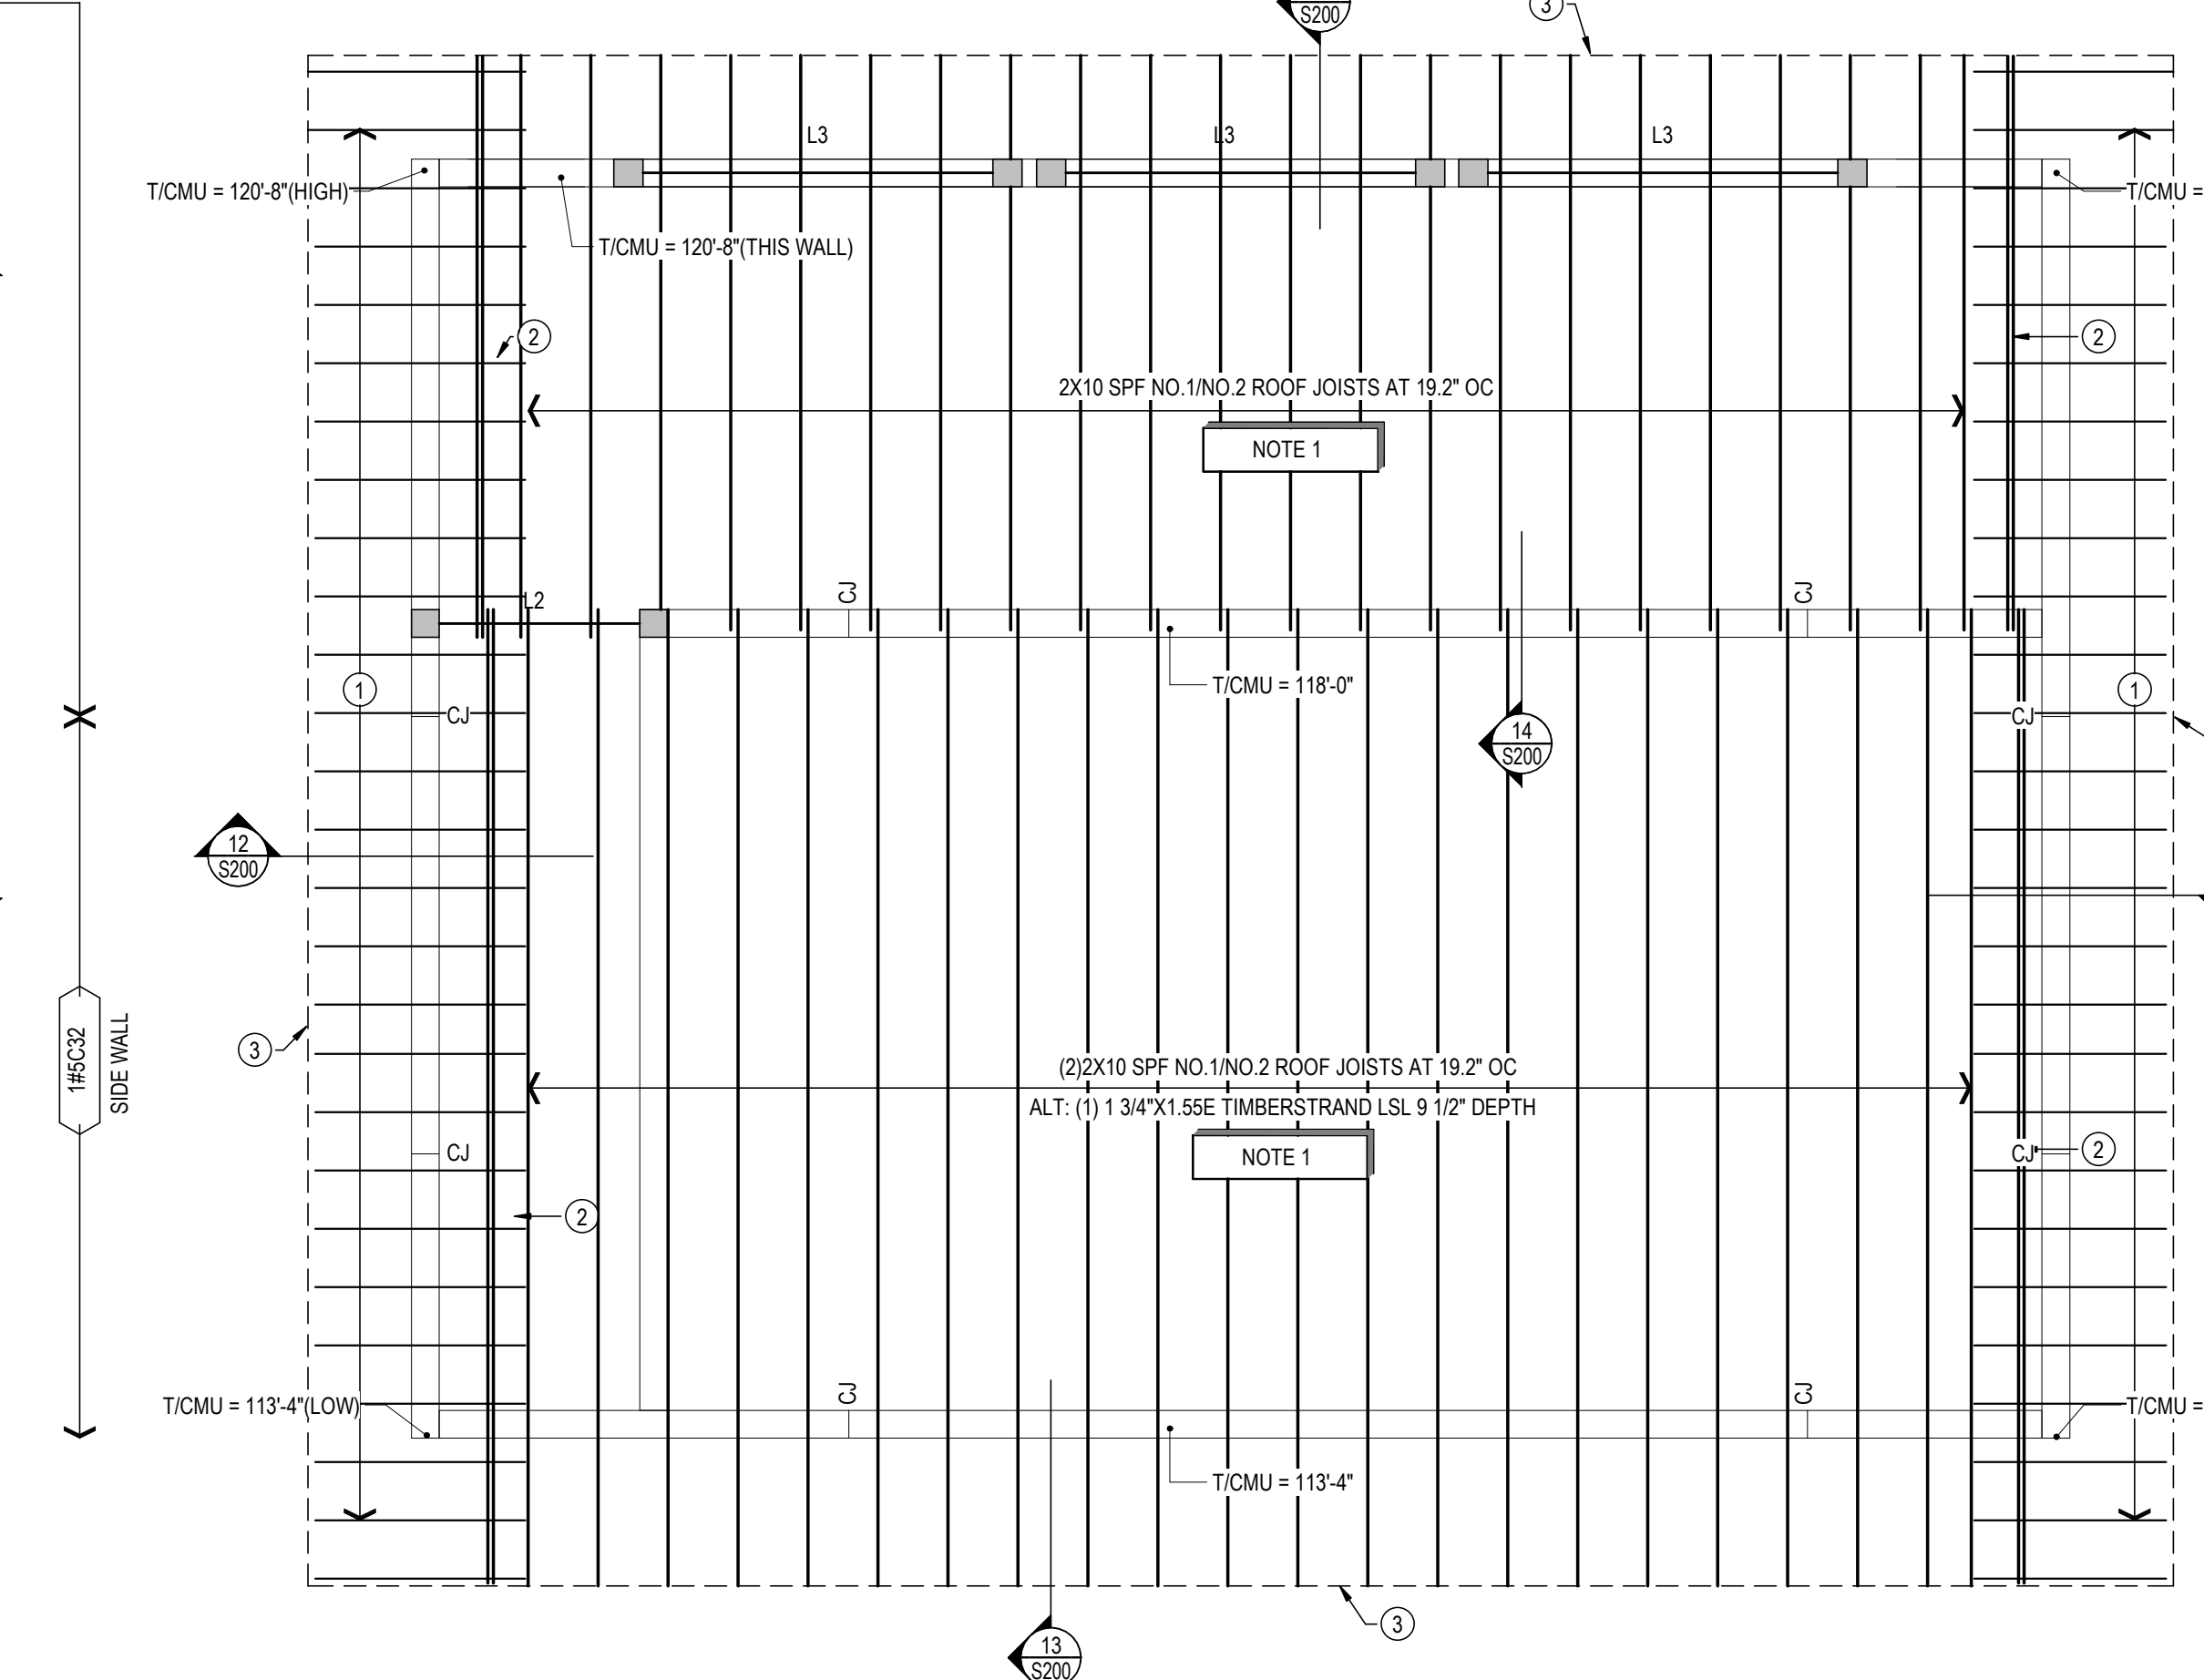 S200
3
L3
L3
L3
T/CMU = 120'-8"(HIGH)
T/CMU =
T/CMU = 120'-8"(THIS WALL)
2
2
2X10 SPF NO.1/NO.2 ROOF JOISTS AT 19.2" OC
NOTE 1
L2
CJ
CJ
T/CMU = 118'-0"
1
1
CJ
CJ
14
S200
12
S200
1#5C32
SIDE WALL
3
(2)2X10 SPF NO.1/NO.2 ROOF JOISTS AT 19.2" OC
ALT: (1) 1 3/4"X1.55E TIMBERSTRAND LSL 9 1/2" DEPTH
NOTE 1
CJ
CJ
2
2
CJ
CJ
T/CMU = 113'-4"(LOW)
T/CMU =
T/CMU = 113'-4"
3
13
S200